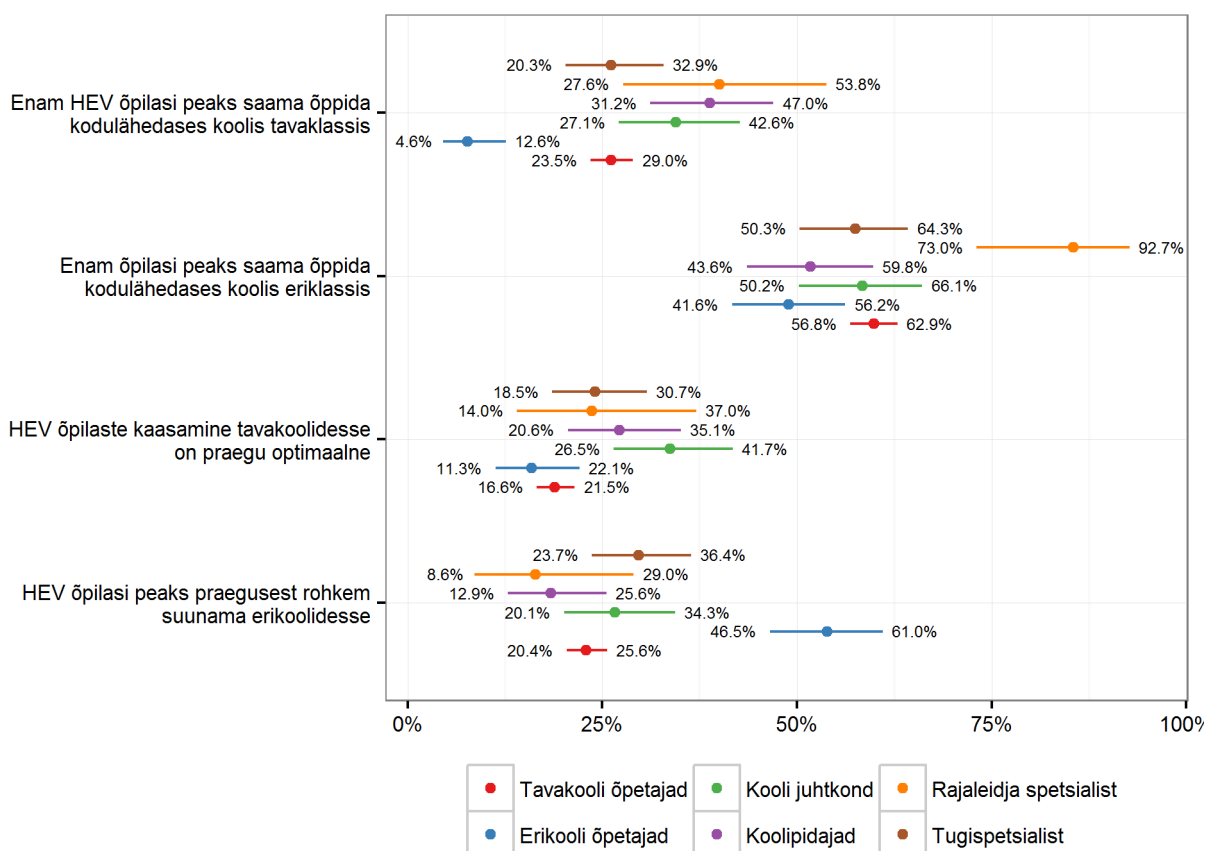 20.3% 32.9%
27.6% 53.8%
Enam HEV õpilasi peaks saama õppida
31.2% 47.0%
kodulähedases koolis tavaklassis
27.1% 42.6%
4.6% 12.6%
23.5% 29.0%
50.3% 64.3%
73.0% 92.7%
Enam õpilasi peaks saama õppida
43.6% 59.8%
kodulähedases koolis eriklassis
50.2% 66.1%
41.6% 56.2%
56.8% 62.9%
18.5% 30.7%
14.0% 37.0%
HEV õpilaste kaasamine tavakoolidesse
20.6% 35.1%
on praegu optimaalne
26.5% 41.7%
11.3% 22.1%
16.6% 21.5%
23.7% 36.4%
8.6% 29.0%
HEV õpilasi peaks praegusest rohkem
12.9% 25.6%
suunama erikoolidesse
20.1% 34.3%
46.5% 61.0%
20.4% 25.6%
0% 25% 50% 75% 100%
Tavakooli õpetajad Kooli juhtkond Rajaleidja spetsialist
Erikooli õpetajad Koolipidajad Tugispetsialist